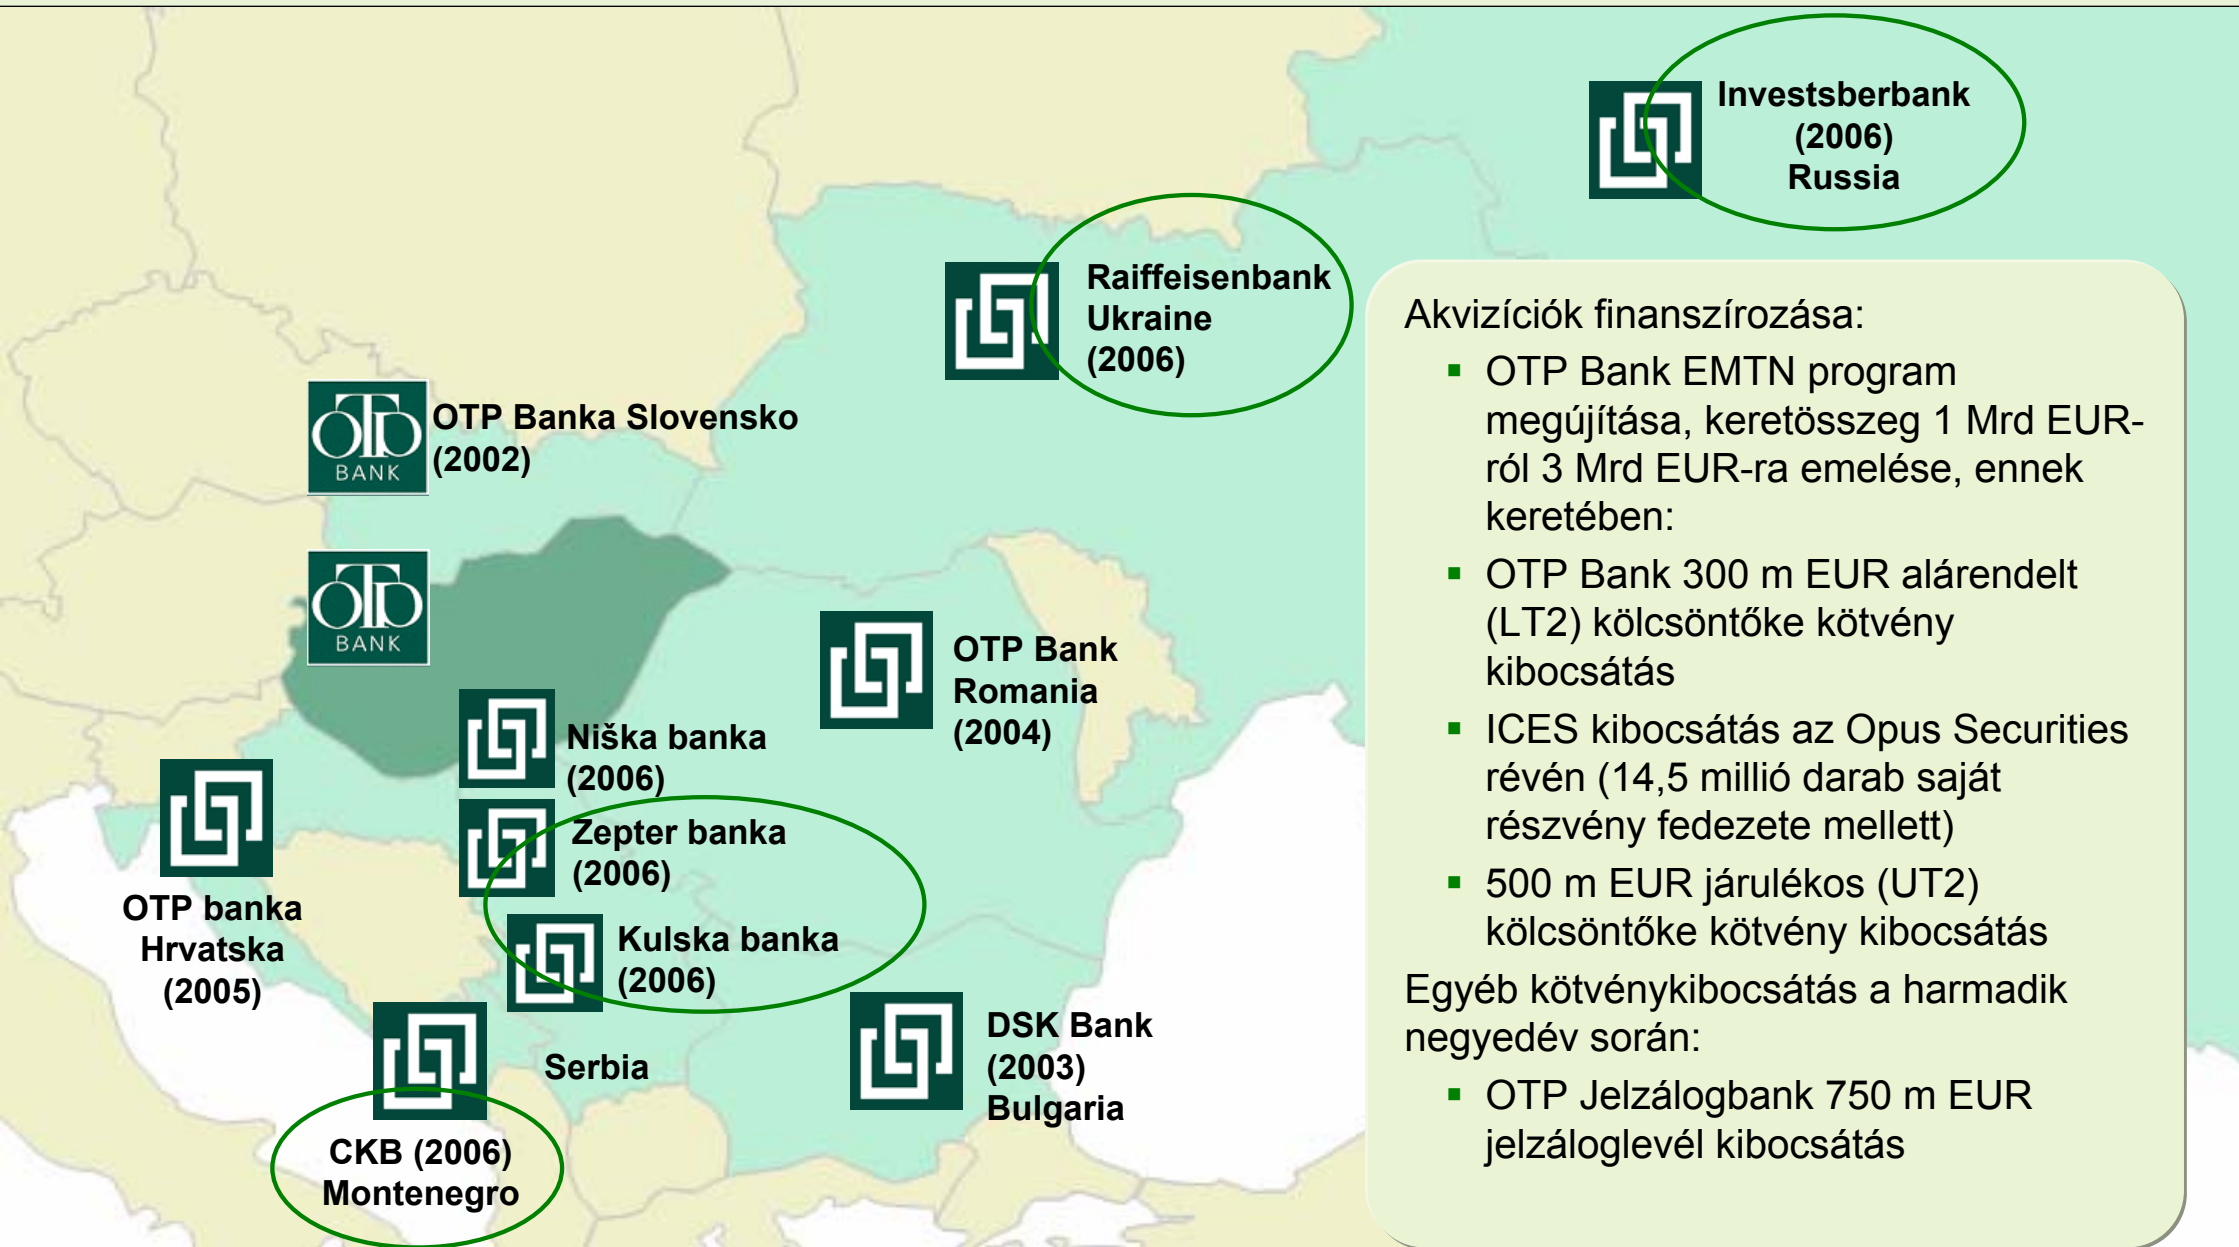 Investsberbank
(2006)
Russia
Raiffeisenbank
Ukraine
(2006)
OTP
BANK
OTP Banka Slovensko
(2002)
OTP
BANK
OTP Bank
Romania
(2004)
Niška banka
(2006)
Zepter banka
(2006)
OTP banka
Hrvatska
(2005)
Kulska banka
(2006)
Serbia
DSK Bank
(2003)
Bulgaria
CKB (2006)
Montenegro
Akvizíciók finanszírozása:
▪ OTP Bank EMTN program
megújítása, keretösszeg 1 Mrd EUR-
ról 3 Mrd EUR-ra emelése, ennek
keretében:
▪ OTP Bank 300 m EUR alárendelt
(LT2) kölcsöntőke kötvény
kibocsátás
▪ ICES kibocsátás az Opus Securities
révén (14,5 millió darab saját
részvény fedezete mellett)
▪ 500 m EUR járulékos (UT2)
kölcsöntőke kötvény kibocsátás
Egyéb kötvénykibocsátás a harmadik
negyedév során:
▪ OTP Jelzálogbank 750 m EUR
jelzáloglevél kibocsátás